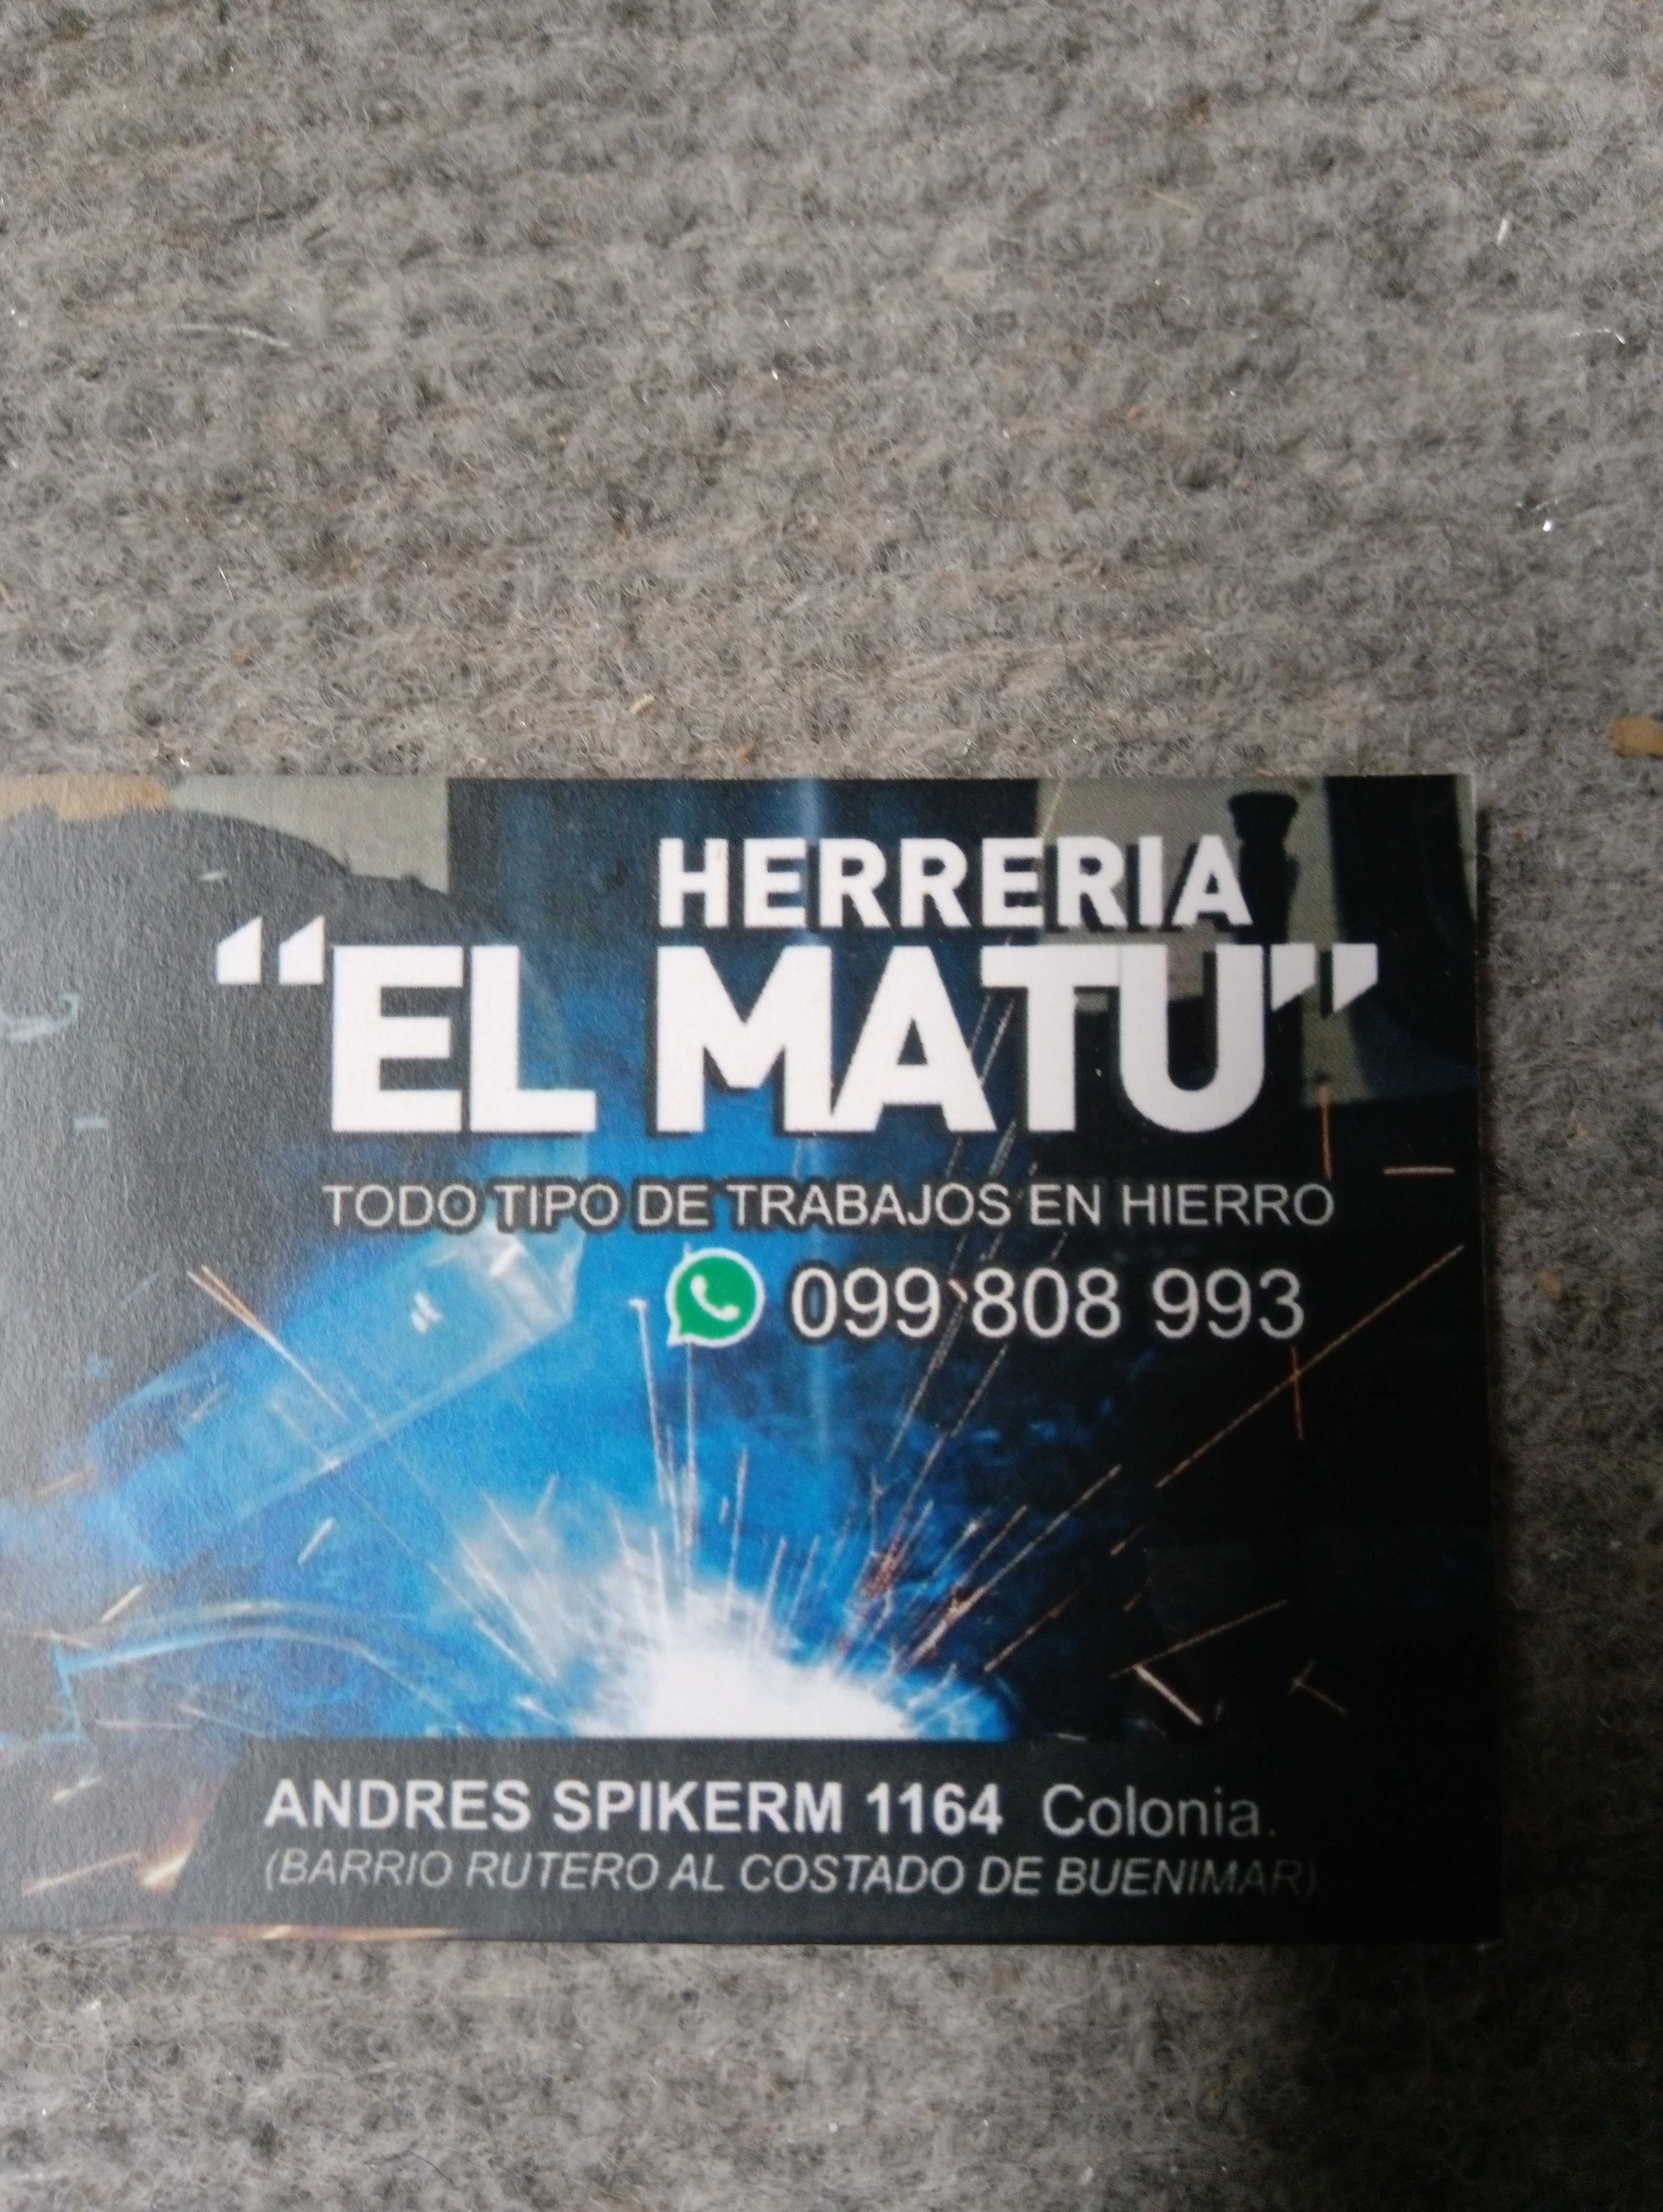 HERRERIA
"EL MATU"
TODO TIPO DE TRABAJOS EN HIERRO
099 808 993
ANDRES SPIKERM 1164 Colonia.
(BARRIO RUTERO AL COSTADO DE BUENIMAR)